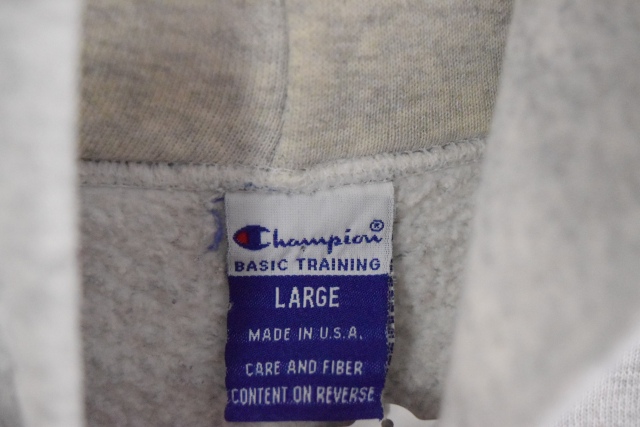 Champion®
BASIC TRAINING
LARGE
MADE IN U.S.A.
CARE AND FIBER
CONTENT ON REVERSE